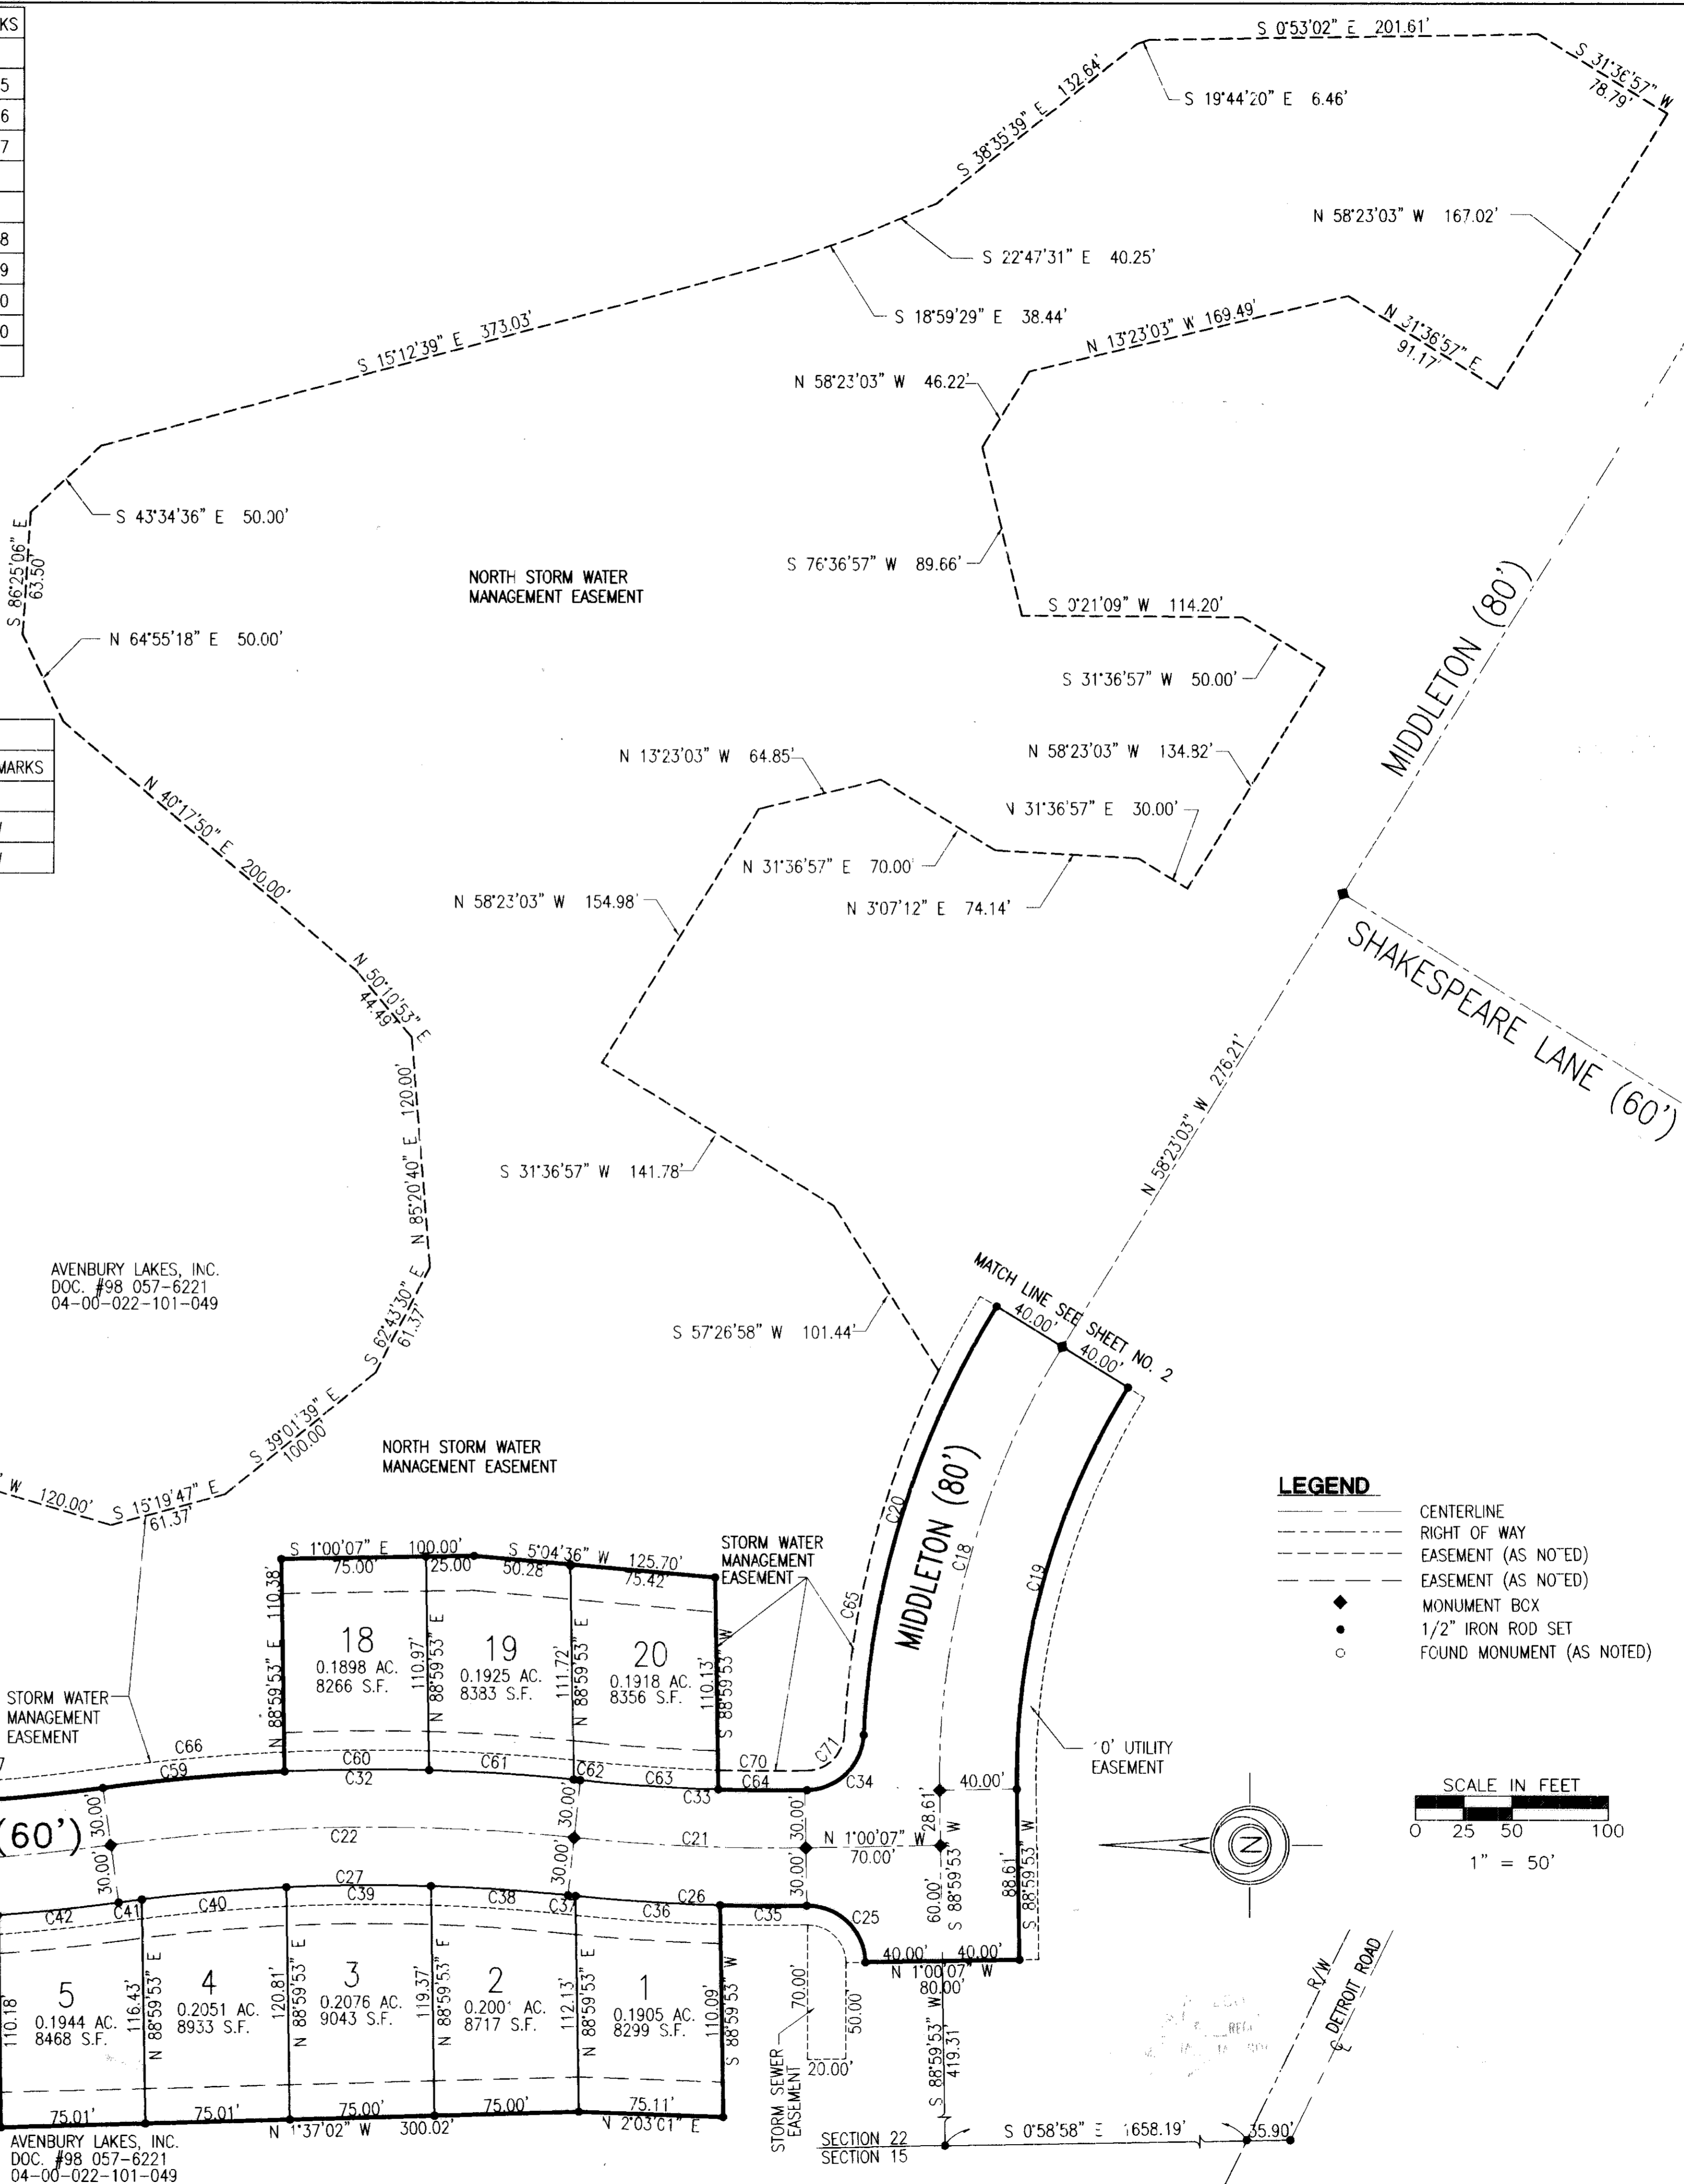 KS
5
6
7
8
9
0
0
S 0°53'02" E 201.61'
S 31°36'57" W
78.79'
S 19°44'20" E 6.46'
S 38°35'39" E 132.64'
N 58°23'03" W 167.02'
S 22°47'31" E 40.25'
S 18°59'29" E 38.44'
S 15°12'39" E 373.03'
N 13°23'03" W 169.49'
N 31°36'57" E
91.17'
N 58°23'03" W 46.22'
S 43°34'36" E 50.00'
S 86°25'06" E
63.50'
N 64°55'18" E 50.00'
NORTH STORM WATER
MANAGEMENT EASEMENT
S 76°36'57" W 89.66'
S 0°21'09" W 114.20'
S 31°36'57" W 50.00'
MIDDLETON (80')
MARKS
N 13°23'03" W 64.85'
N 58°23'03" W 134.82'
N 31°36'57" E 30.00'
N 40°17'50" E 200.00'
N 31°36'57" E 70.00'
N 58°23'03" W 154.98'
N 3°07'12" E 74.14'
SHAKESPEARE LANE (60')
N 50°10'53" E
44.49'
N 85°20'40" E 120.00'
N 58°23'03" W 276.21'
S 31°36'57" W 141.78'
AVENBURY LAKES, INC.
DOC. #98 057-6221
04-00-022-101-049
S 62°43'30" E
61.37'
S 57°26'58" W 101.44'
MATCH LINE SEE SHEET NO. 2
40.00'
40.00'
S 39°01'39" E
100.00'
NORTH STORM WATER
MANAGEMENT EASEMENT
W 120.00'
S 15°19'47" E
61.37'
MIDDLETON (80')
C20
C18
C19
C65
LEGEND
CENTERLINE
RIGHT OF WAY
EASEMENT (AS NOTED)
EASEMENT (AS NOTED)
MONUMENT BOX
1/2" IRON ROD SET
FOUND MONUMENT (AS NOTED)
S 1°00'07" E 100.00'
75.00'
25.00'
S 5°04'36" W 125.70'
50.28'
75.42'
STORM WATER
MANAGEMENT
EASEMENT
N 88°59'53" E 110.38'
18
0.1898 AC.
8266 S.F.
110.97'
N 88°59'53" E
19
0.1925 AC.
8383 S.F.
111.72'
N 88°59'53" E
20
0.1918 AC.
8356 S.F.
110.13'
S 88°59'53" W
STORM WATER
MANAGEMENT
EASEMENT
7
C66
C59
C60
C32
C61
C62
C63
C33
C70
C64
C71
C34
'0' UTILITY
EASEMENT
SCALE IN FEET
0 25 50 100
1" = 50'
N
(60')
30.00'
30.00'
C22
30.00'
30.00'
C21
30.00'
30.00'
N 1°00'07" W
70.00'
28.61'
40.00'
60.00'
S 88°59'53" W
88.61'
S 88°59'53" W
C42
C41
C40
C27
C39
C38
C37
C36
C26
C35
C25
40.00'
40.00'
N 1°00'07" W
80.00'
110.18'
5
0.1944 AC.
8468 S.F.
116.43'
N 88°59'53" E
4
0.2051 AC.
8933 S.F.
120.81'
N 88°59'53" E
3
0.2076 AC.
9043 S.F.
119.37'
N 88°59'53" E
2
0.200' AC.
8717 S.F.
112.13'
N 88°59'53" E
1
0.1905 AC.
8299 S.F.
110.09'
S 88°59'53" W
70.00'
50.00'
20.00'
STORM SEWER
EASEMENT
S 88°59'53" W
419.31
75.01'
75.01'
75.00'
75.00'
75.11'
N 1°37'02" W 300.02'
N 2°03'01" E
AVENBURY LAKES, INC.
DOC. #98 057-6221
04-00-022-101-049
SECTION 22
SECTION 15
S 0°58'58" E 1658.19'
35.90'
R/W
℄ DETROIT ROAD